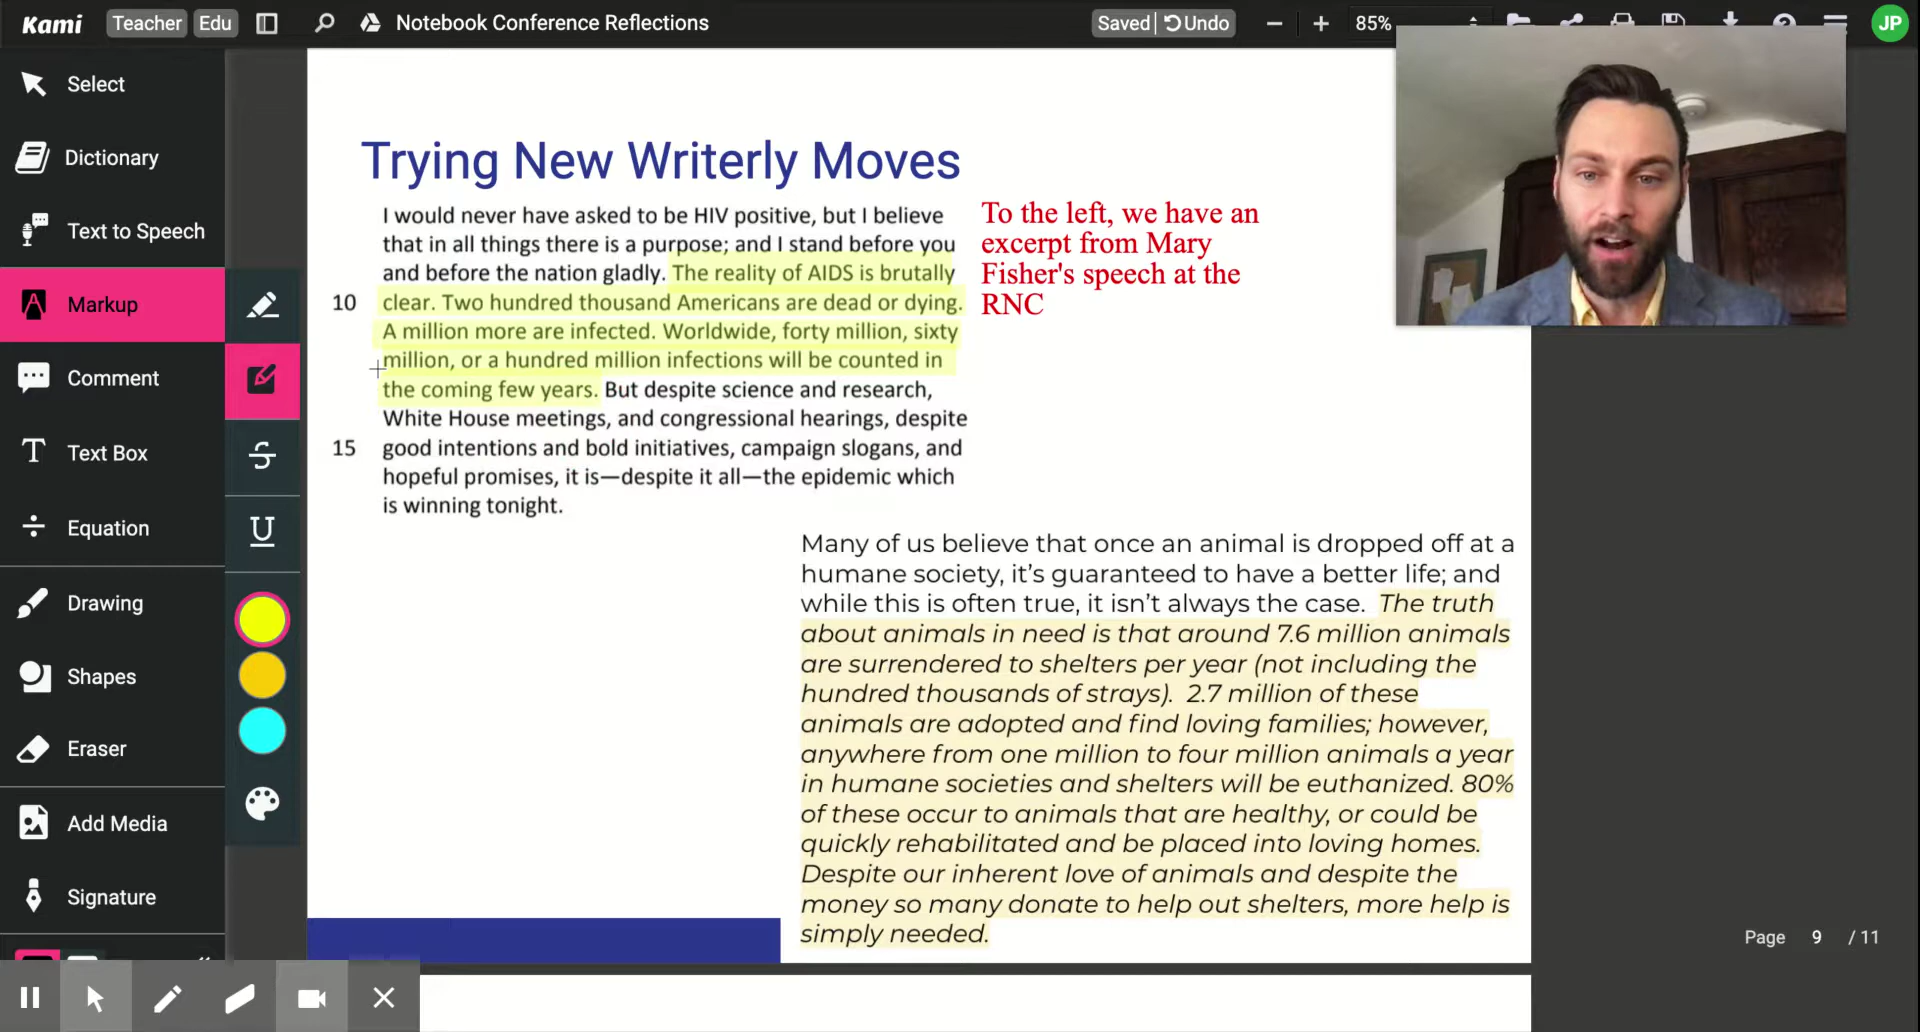 Kami Teacher Edu Notebook Conference Reflections Saved Undo 85% JP
Select
Dictionary
Text to Speech
Markup
Comment
Text Box
Equation
Drawing
Shapes
Eraser
Add Media
Signature
Trying New Writerly Moves
I would never have asked to be HIV positive, but I believe
that in all things there is a purpose; and I stand before you
and before the nation gladly. The reality of AIDS is brutally
10 clear. Two hundred thousand Americans are dead or dying.
A million more are infected. Worldwide, forty million, sixty
million, or a hundred million infections will be counted in
the coming few years. But despite science and research,
White House meetings, and congressional hearings, despite
15 good intentions and bold initiatives, campaign slogans, and
hopeful promises, it is—despite it all—the epidemic which
is winning tonight.
To the left, we have an
excerpt from Mary
Fisher's speech at the
RNC
Many of us believe that once an animal is dropped off at a
humane society, it's guaranteed to have a better life; and
while this is often true, it isn't always the case. The truth
about animals in need is that around 7.6 million animals
are surrendered to shelters per year (not including the
hundred thousands of strays). 2.7 million of these
animals are adopted and find loving families; however,
anywhere from one million to four million animals a year
in humane societies and shelters will be euthanized. 80%
of these occur to animals that are healthy, or could be
quickly rehabilitated and be placed into loving homes.
Despite our inherent love of animals and despite the
money so many donate to help out shelters, more help is
simply needed.
Page 9 / 11